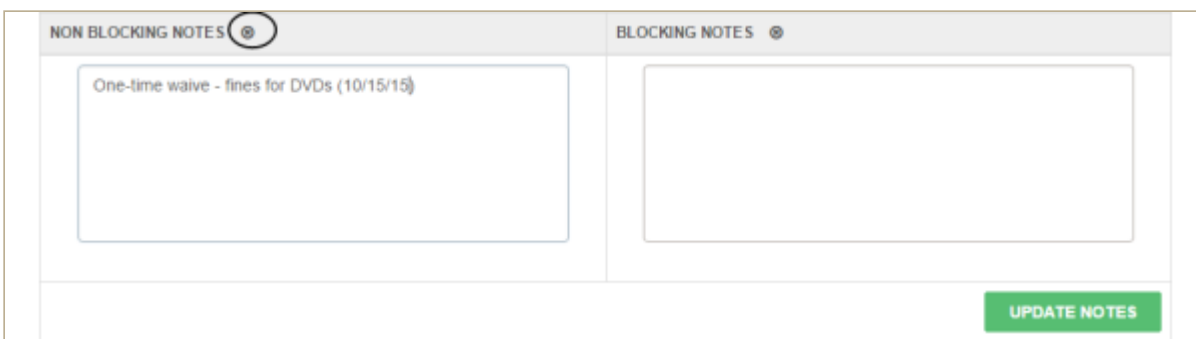 NON BLOCKING NOTES
BLOCKING NOTES
One-time waive - fines for DVDs (10/15/15)
UPDATE NOTES